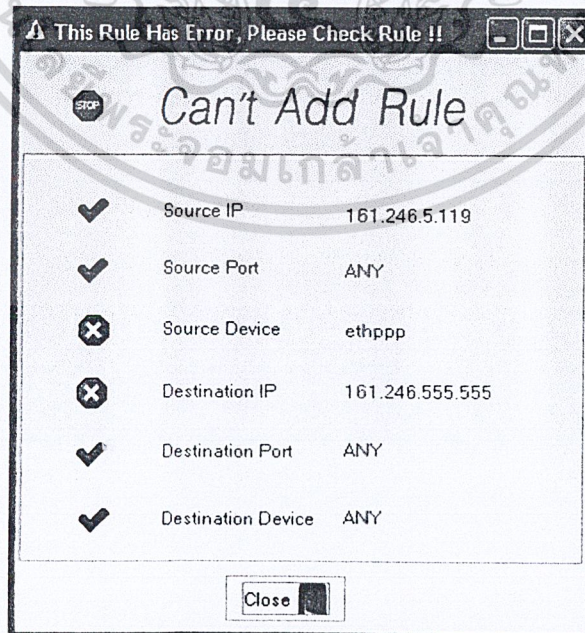 This Rule Has Error, Please Check Rule !!
STOP
Can't Add Rule
Source IP 161.246.5.119
Source Port ANY
Source Device ethppp
Destination IP 161.246.555.555
Destination Port ANY
Destination Device ANY
Close